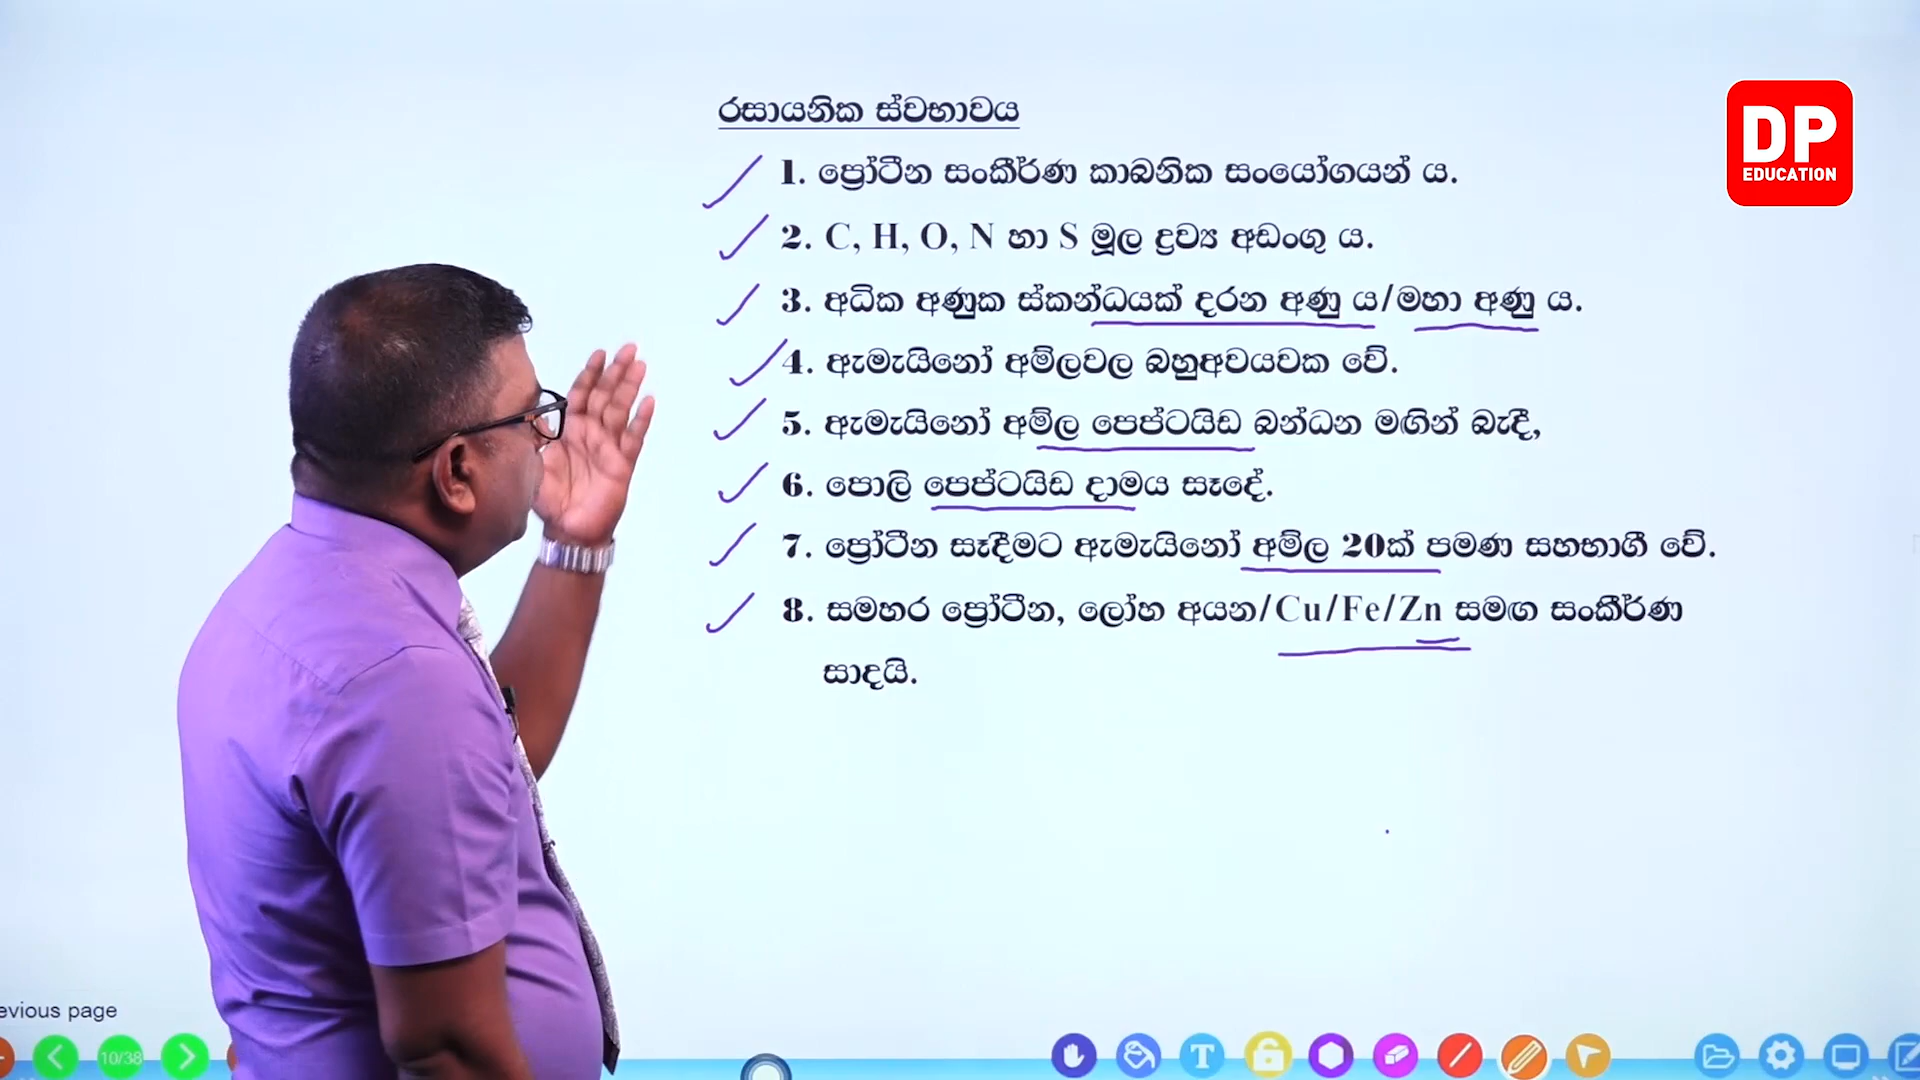 රසායනික ස්වභාවය
1. ප්‍රෝටීන සංකීර්ණ කාබනික සංයෝගයන් ය.
2. C, H, O, N හා S මූල ද්‍රව්‍ය අඩංගු ය.
3. අධික අණුක ස්කන්ධයක් දරන අණු ය/මහා අණු ය.
4. ඇමැයිනෝ අම්ලවල බහුඅවයවක වේ.
5. ඇමැයිනෝ අම්ල පෙප්ටයිඩ බන්ධන මඟින් බැදී,
6. පොලි පෙප්ටයිඩ දාමය සෑදේ.
7. ප්‍රෝටීන සෑදීමට ඇමැයිනෝ අම්ල 20ක් පමණ සහභාගී වේ.
8. සමහර ප්‍රෝටීන, ලෝහ අයන/Cu/Fe/Zn සමඟ සංකීර්ණ
සාදයි.
DP
EDUCATION
evious page
10/38
T